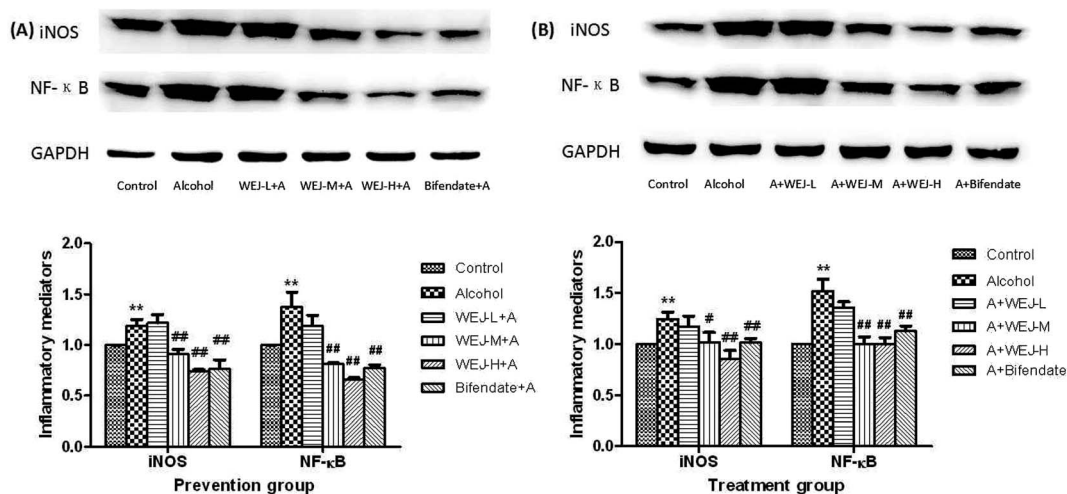 (A) iNOS
NF-κB
GAPDH
Control Alcohol WEJ-L+A WEJ-M+A WEJ-H+A Bifendate+A
Inflammatory mediators
2.0
1.5
1.0
0.5
0.0
** ## ## ##
** ## ## ##
iNOS NF-κB
Prevention group
Control
Alcohol
WEJ-L+A
WEJ-M+A
WEJ-H+A
Bifendate+A
(B) iNOS
NF-κB
GAPDH
Control Alcohol A+WEJ-L A+WEJ-M A+WEJ-H A+Bifendate
Inflammatory mediators
2.0
1.5
1.0
0.5
0.0
** # ## ##
** ## ## ##
iNOS NF-κB
Treatment group
Control
Alcohol
A+WEJ-L
A+WEJ-M
A+WEJ-H
A+Bifendate